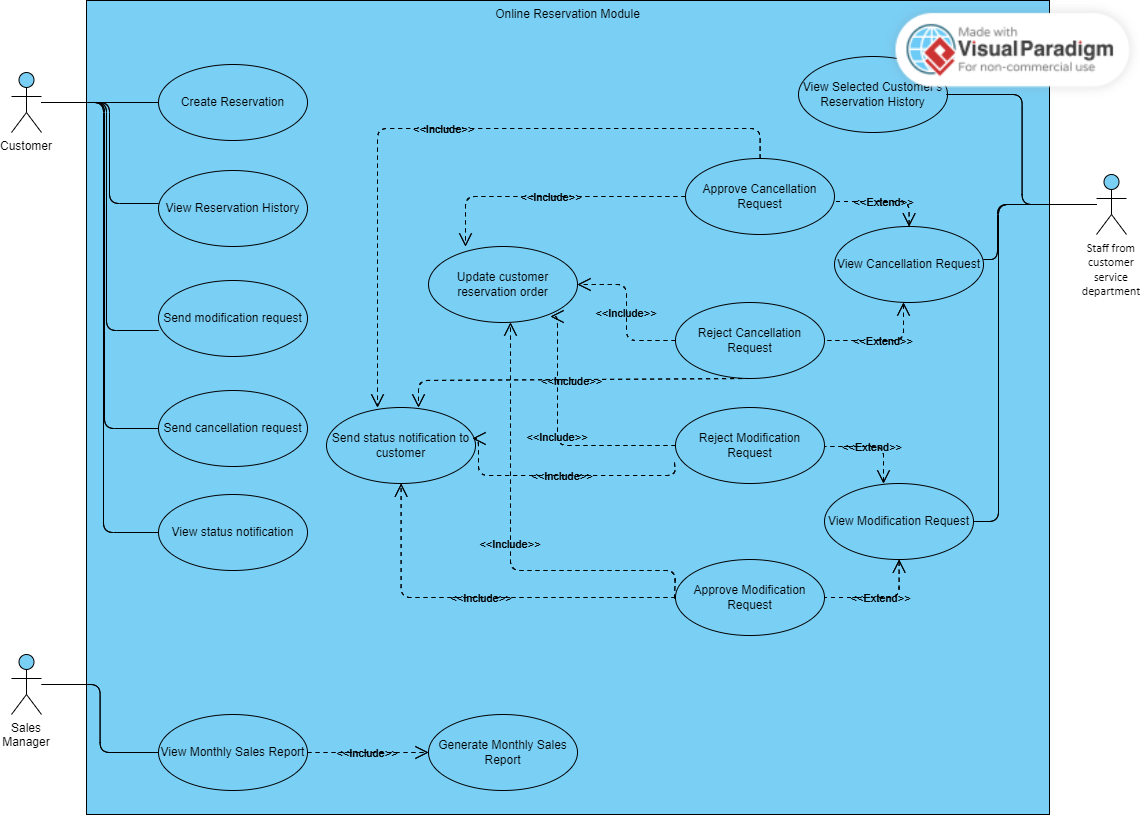 Online Reservation Module
Made with
Visual Paradigm
For non-commercial use
View Selected Customer's
Reservation History
Create Reservation
Customer
<<Include>>
Approve Cancellation
Request
<<Include>>
<<Extend>>
View Reservation History
Staff from
customer
service
department
View Cancellation Request
Update customer
reservation order
<<Include>>
Send modification request
Reject Cancellation
Request
<<Extend>>
<<Include>>
Send cancellation request
Send status notification to
customer
<<Include>>
Reject Modification
Request
<<Extend>>
<<Include>>
View Modification Request
View status notification
<<Include>>
Approve Modification
Request
<<Include>>
<<Extend>>
Sales
Manager
View Monthly Sales Report
<<Include>>
Generate Monthly Sales
Report